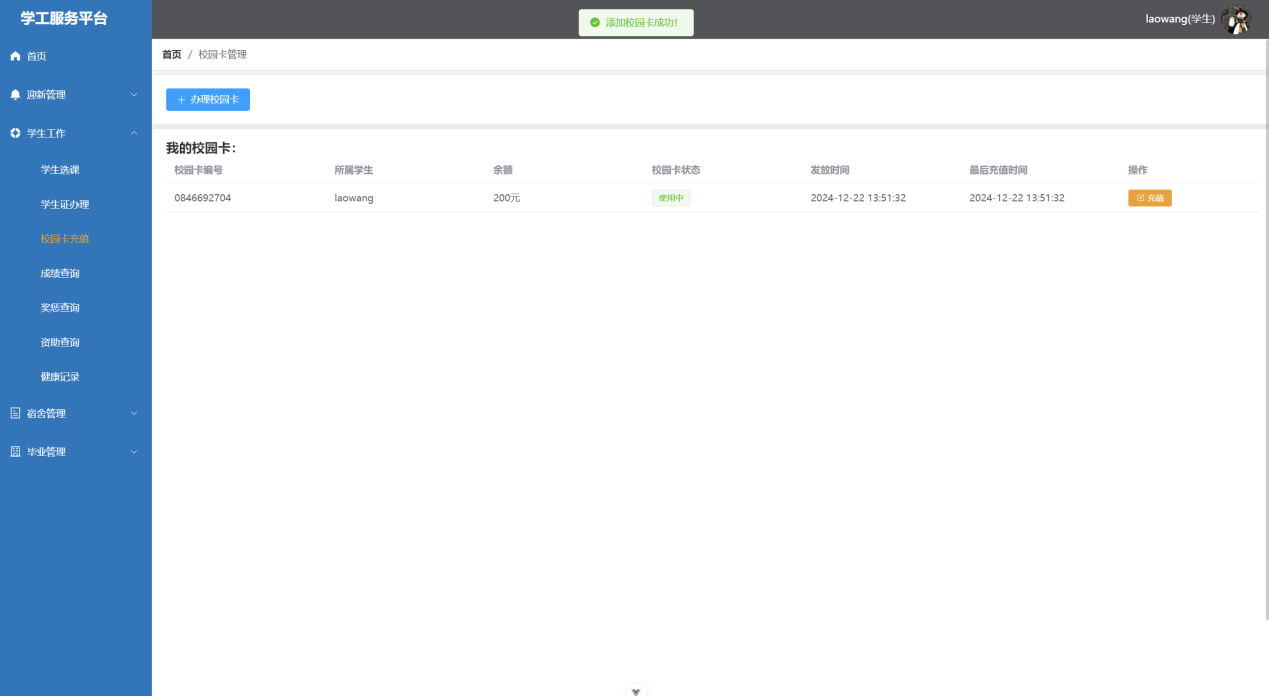 学工服务平台
添加校园卡成功!
laowang(学生)
首页
迎新管理
学生工作
学生选课
学生证办理
校园卡充值
成绩查询
奖惩查询
资助查询
健康记录
宿舍管理
毕业管理
首页 / 校园卡管理
+ 办理校园卡
我的校园卡：
校园卡编号 所属学生 余额 校园卡状态 发放时间 最后充值时间 操作
0846692704 laowang 200元 使用中 2024-12-22 13:51:32 2024-12-22 13:51:32 充值